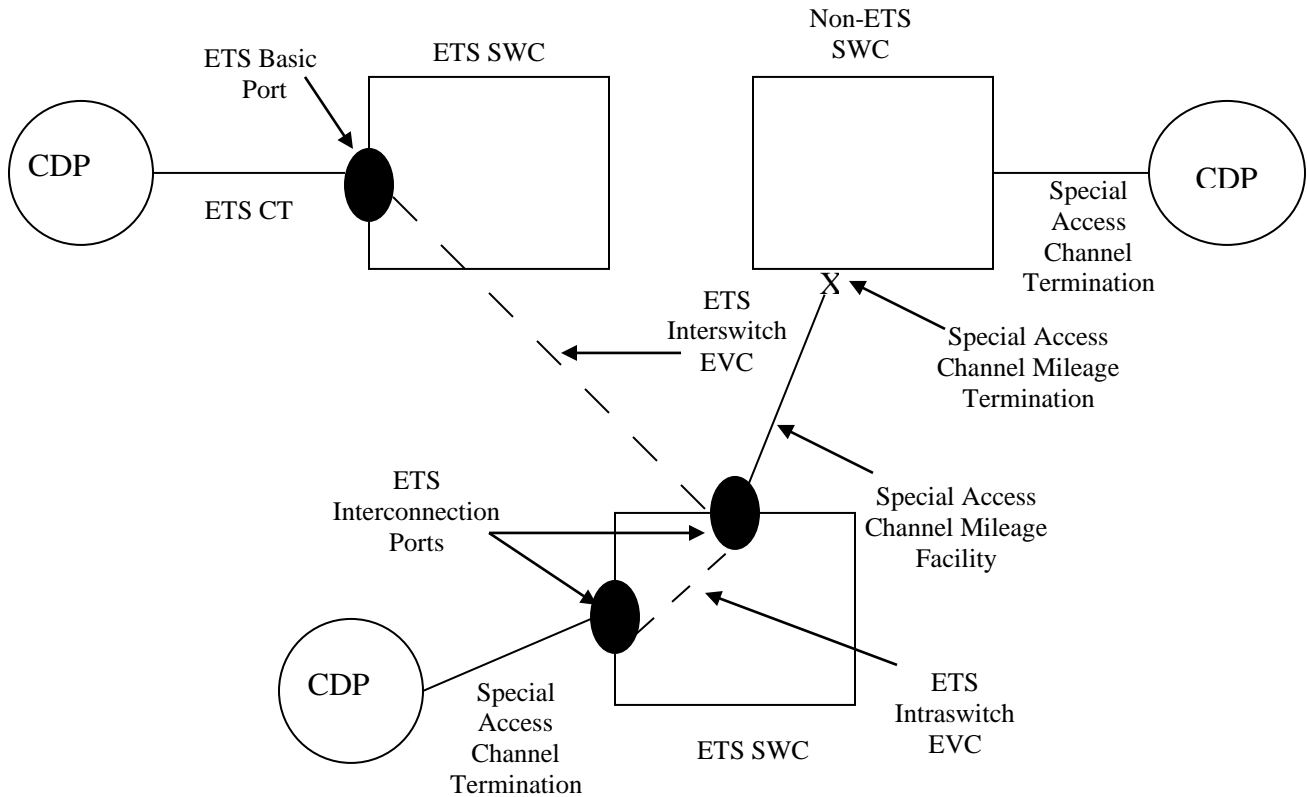 Non-ETS
SWC
ETS SWC
ETS Basic
Port
CDP
CDP
ETS CT
Special
Access
Channel
Termination
X
ETS
Interswitch
EVC
Special Access
Channel Mileage
Termination
ETS
Interconnection
Ports
Special Access
Channel Mileage
Facility
CDP
Special
Access
Channel
Termination
ETS
Intraswitch
EVC
ETS SWC